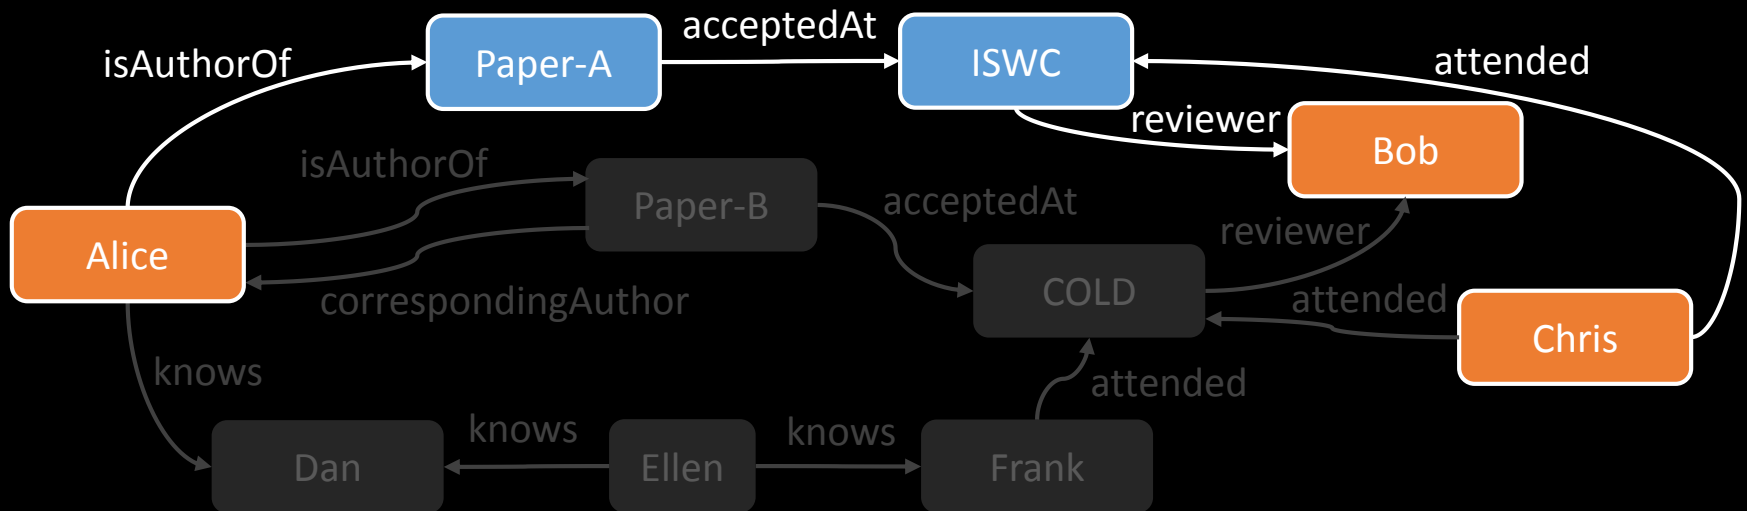 acceptedAt
isAuthorOf
Paper-A
ISWC
attended
reviewer
Bob
isAuthorOf
Paper-B
acceptedAt
reviewer
Alice
correspondingAuthor
COLD
attended
Chris
knows
attended
knows
knows
Dan
Ellen
Frank